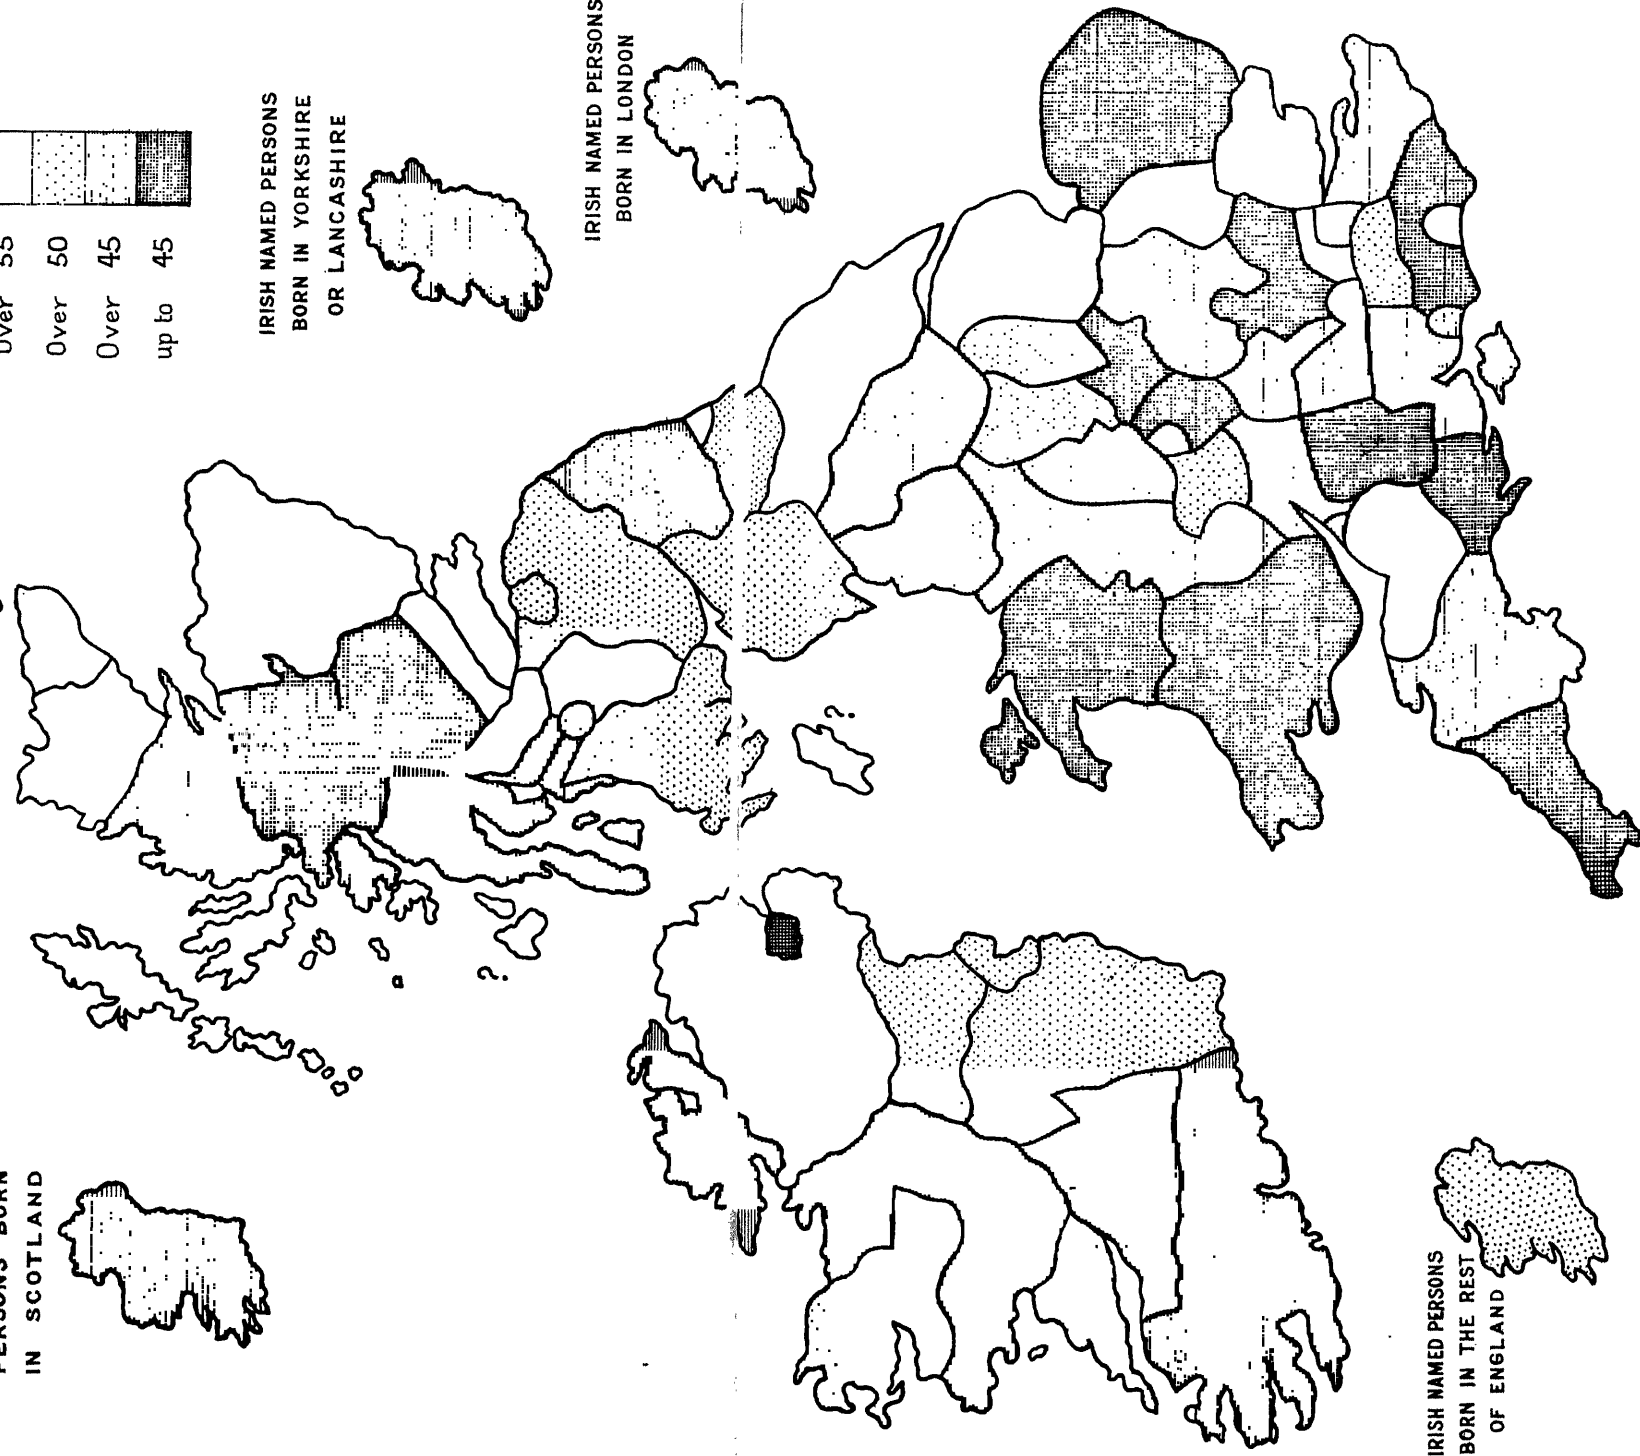 Over 55
Over 50
Over 45
up to 45
IRISH NAMED PERSONS
BORN IN YORKSHIRE
OR LANCASHIRE
IRISH NAMED PERSONS
BORN IN LONDON
PERSONS BORN
IN SCOTLAND
?
?
IRISH NAMED PERSONS
BORN IN THE REST
OF ENGLAND